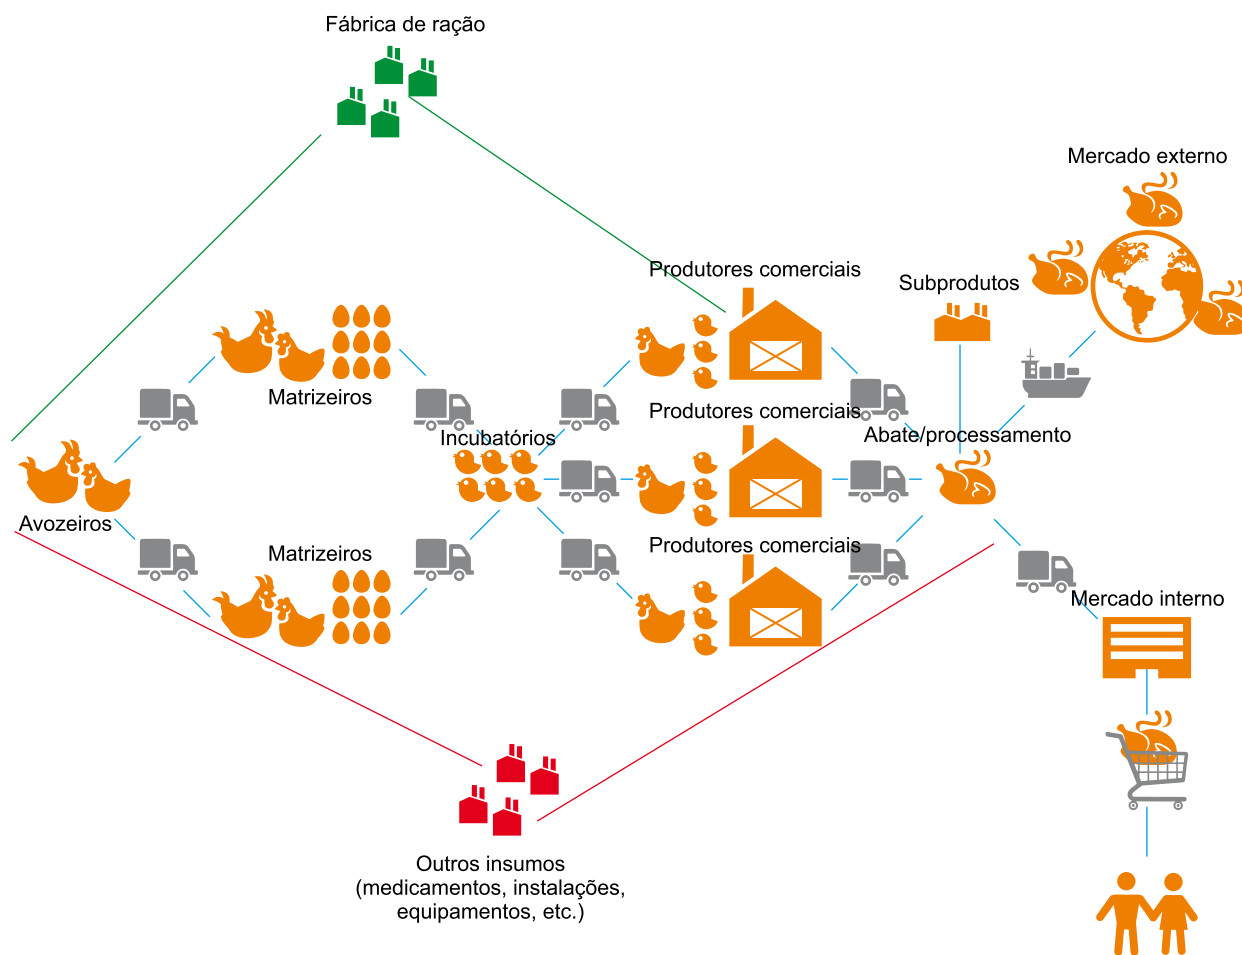 Fábrica de ração
Mercado externo
Produtores comerciais
Subprodutos
Matrizeiros
Produtores comerciais
Incubatórios
Abate/processamento
Avozeiros
Matrizeiros
Produtores comerciais
Mercado interno
Outros insumos
(medicamentos, instalações,
equipamentos, etc.)